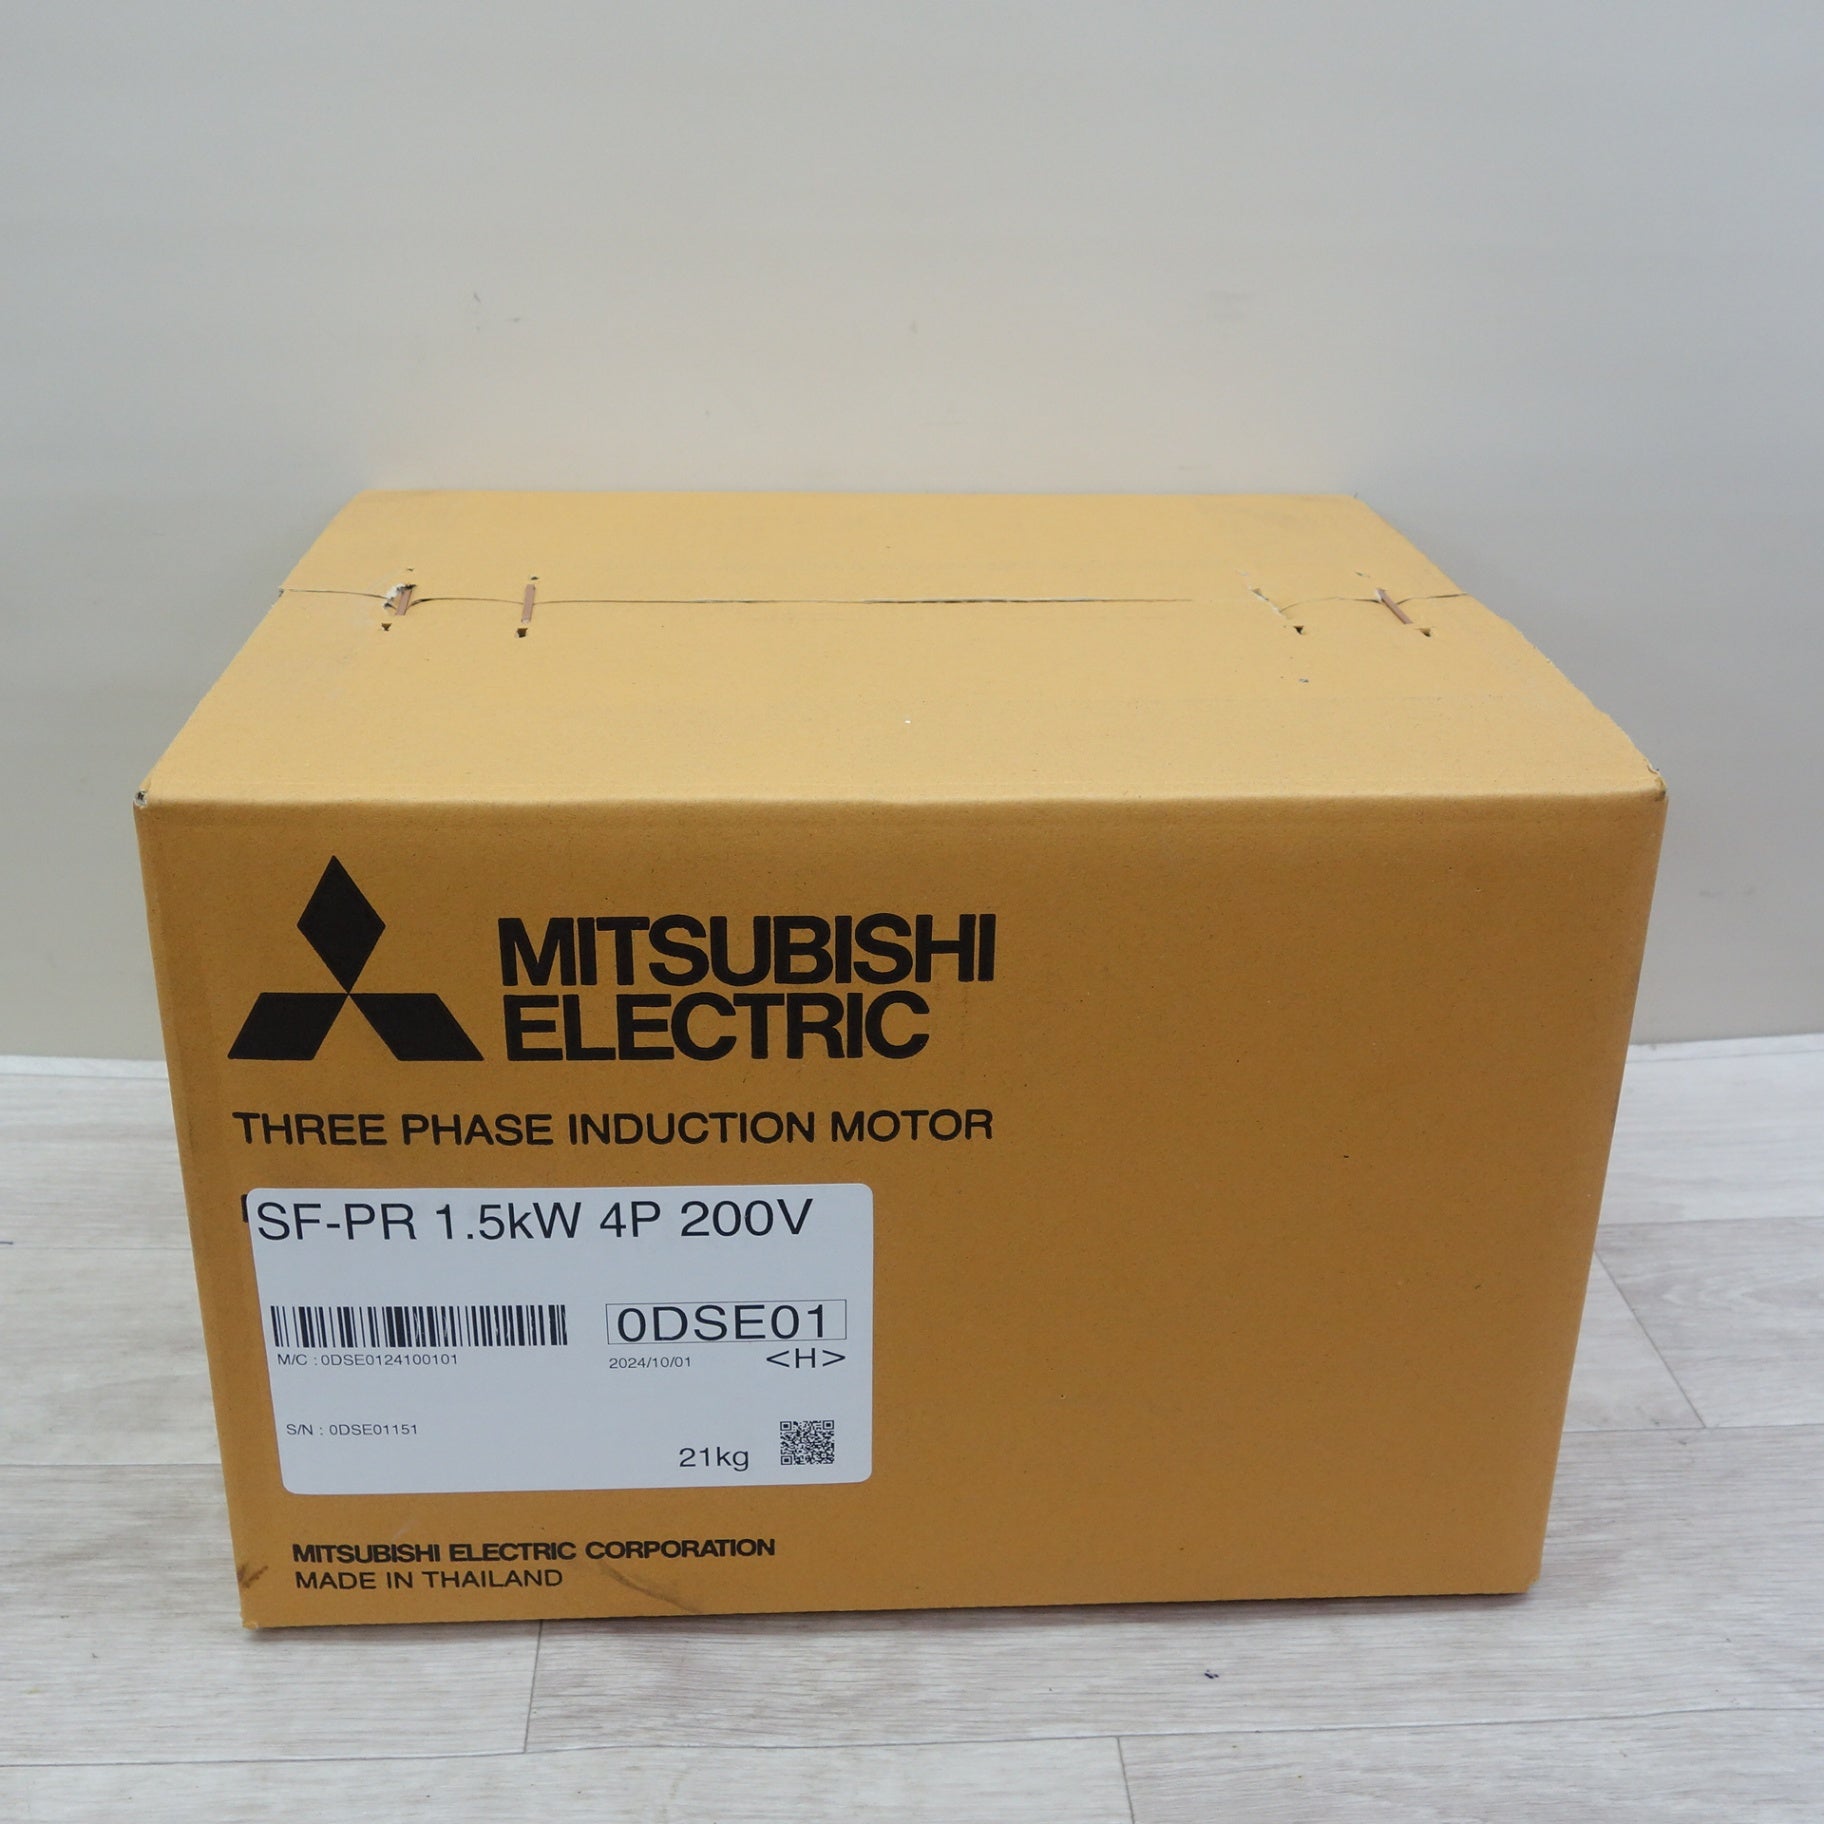 MITSUBISHI
ELECTRIC
THREE PHASE INDUCTION MOTOR
SF-PR 1.5kW 4P 200V
0DSE01
M/C : 0DSE0124100101
2024/10/01 <H>
S/N : 0DSE01151
21kg
MITSUBISHI ELECTRIC CORPORATION
MADE IN THAILAND